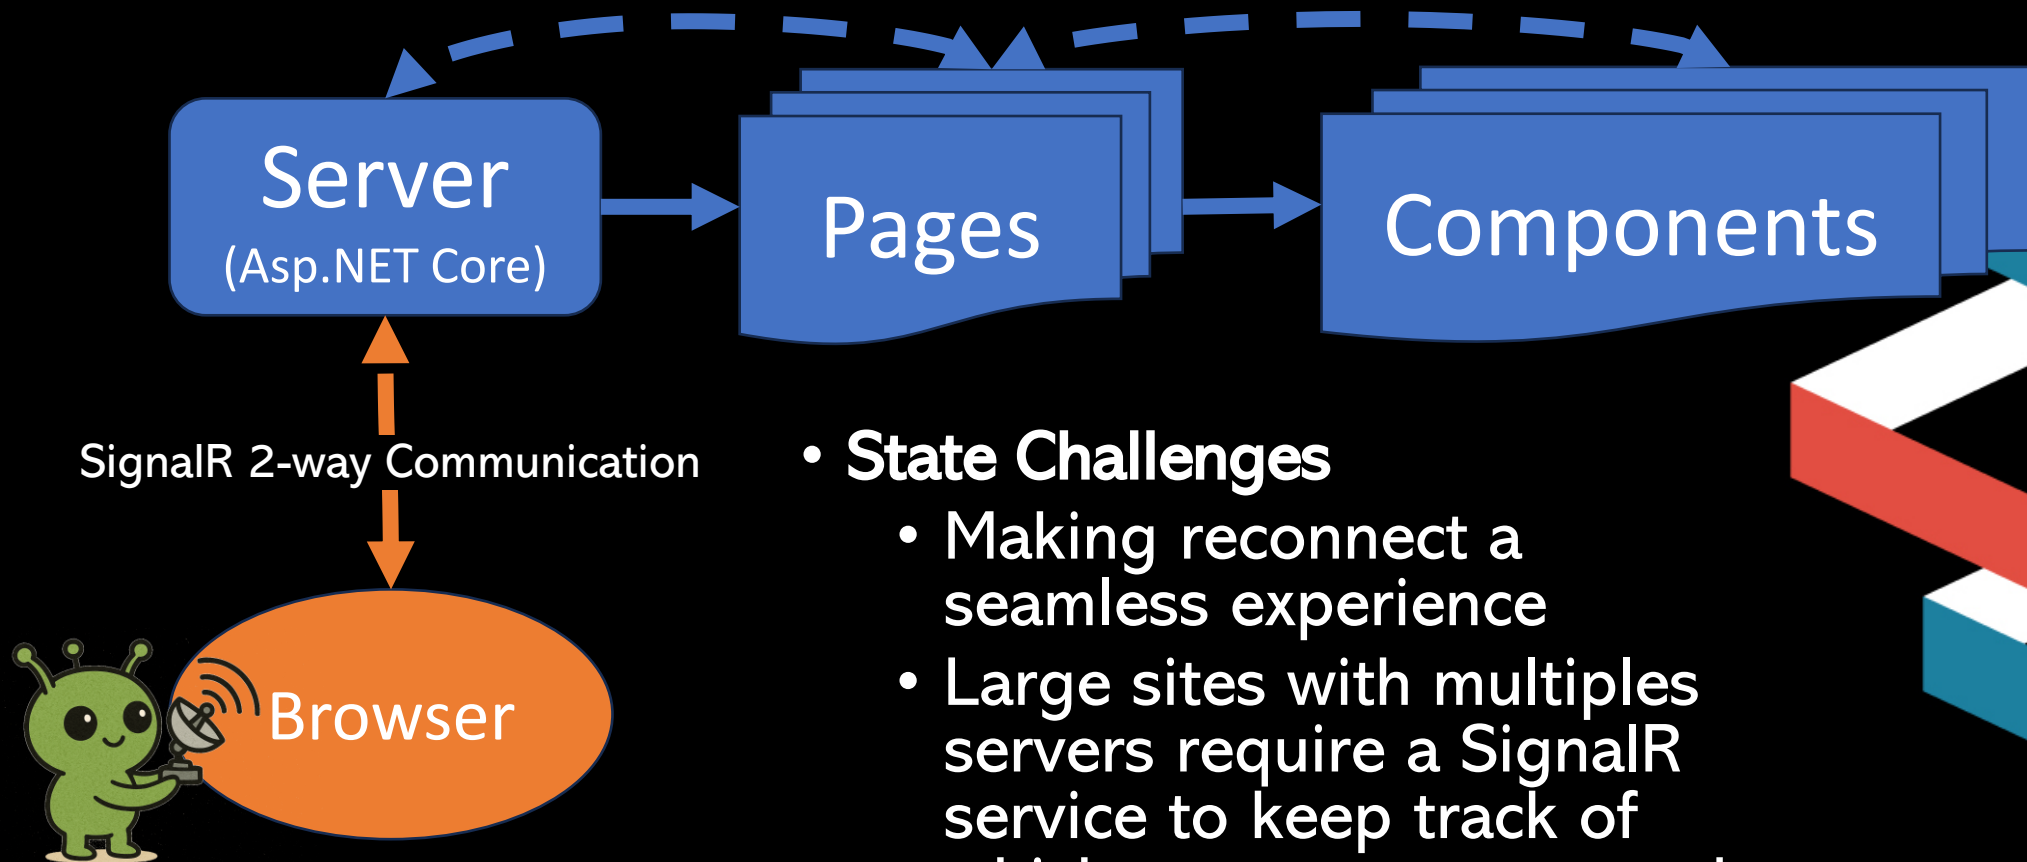 Server
(Asp.NET Core)
Pages
Components
SignalR 2-way Communication
Browser
• State Challenges
• Making reconnect a
seamless experience
• Large sites with multiples
servers require a SignalR
service to keep track of